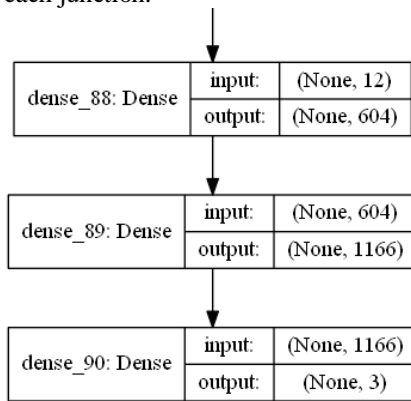 each junction.
input: (None, 12)
dense_88: Dense
output: (None, 604)
input: (None, 604)
dense_89: Dense
output: (None, 1166)
input: (None, 1166)
dense_90: Dense
output: (None, 3)